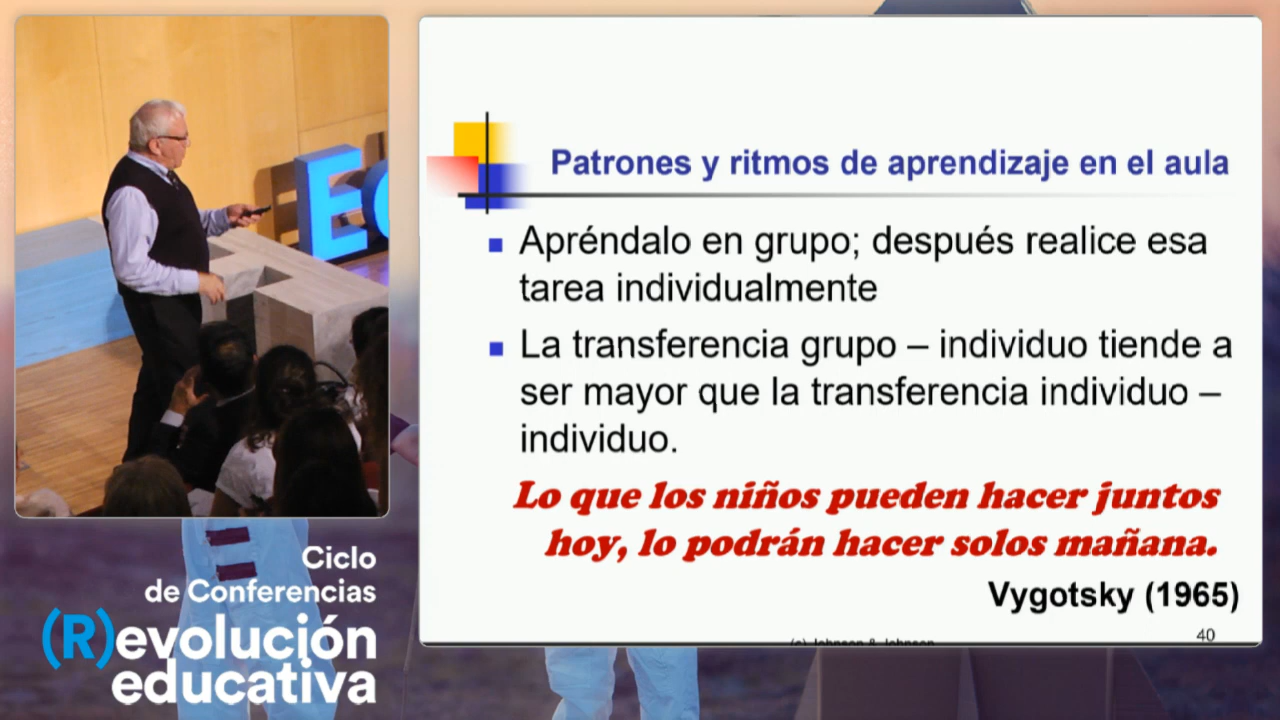 Patrones y ritmos de aprendizaje en el aula
Apréndalo en grupo; después realice esa
tarea individualmente
La transferencia grupo – individuo tiende a
ser mayor que la transferencia individuo –
individuo.
Lo que los niños pueden hacer juntos
hoy, lo podrán hacer solos mañana.
Vygotsky (1965)
(c) Johnson & Johnson
40
Ciclo
de Conferencias
(R)evolución
educativa